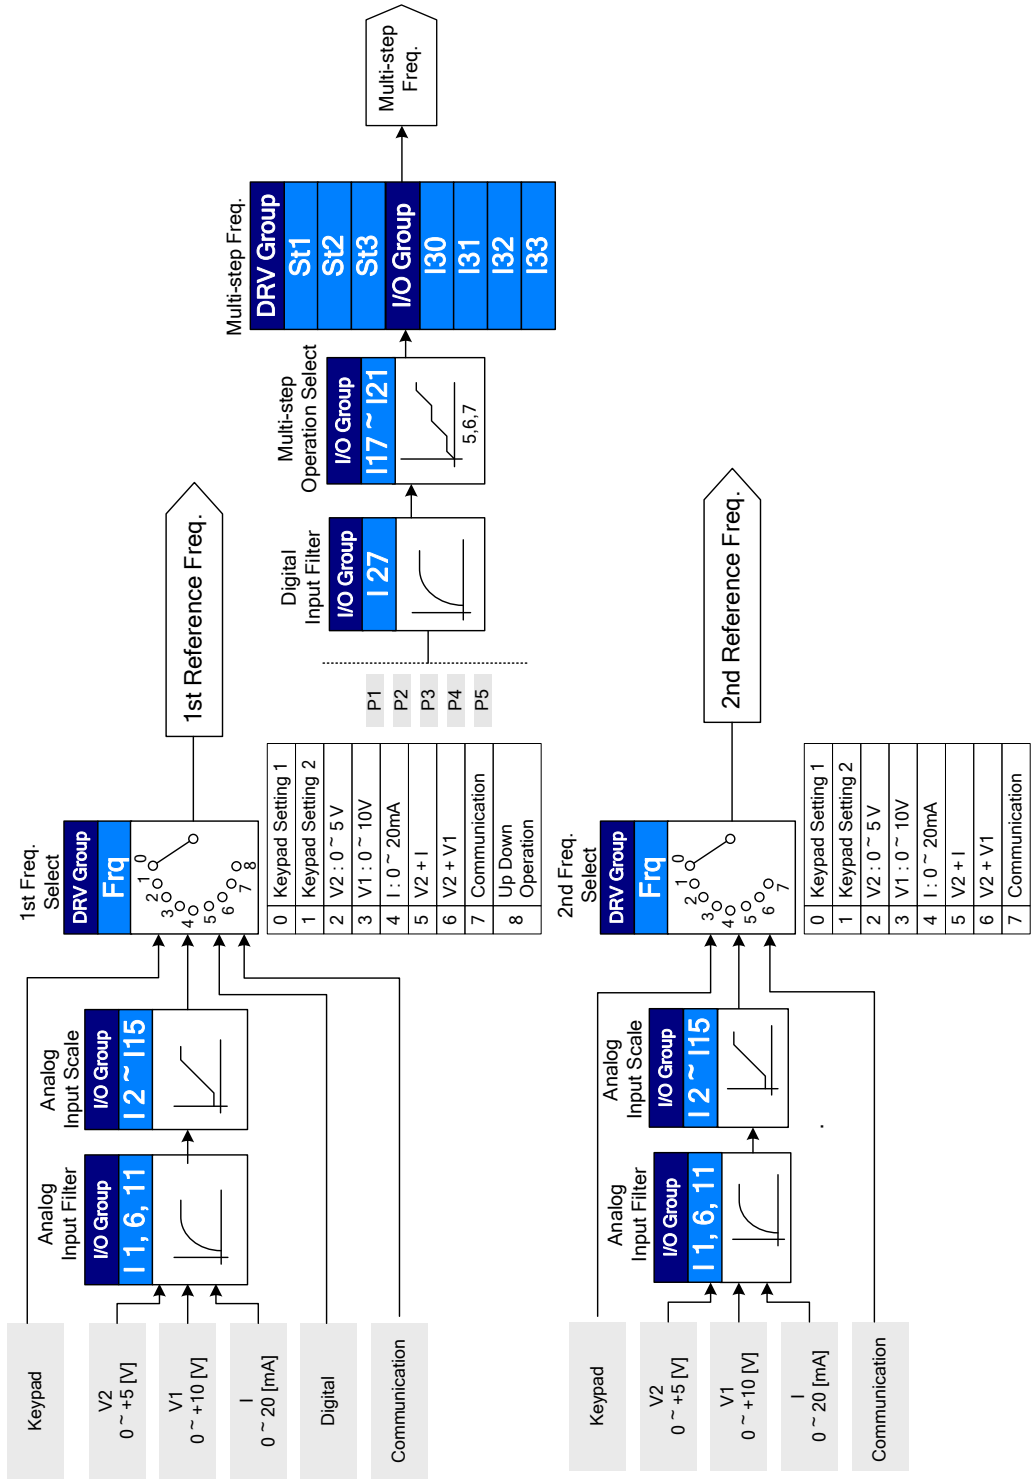 Keypad
V2
0 ~ +5 [V]
V1
0 ~ +10 [V]
I
0 ~ 20 [mA]
Digital
Communication
Analog
Input Filter
I/O Group
I 1, 6, 11
Analog
Input Scale
I/O Group
I 2 ~ I15
1st Freq.
Select
DRV Group
Frq
0
1
2
3
4
5
6
7
8
0 Keypad Setting 1
1 Keypad Setting 2
2 V2 : 0 ~ 5 V
3 V1 : 0 ~ 10V
4 I : 0 ~ 20mA
5 V2 + I
6 V2 + V1
7 Communication
8 Up Down
Operation
1st Reference Freq.
P1
P2
P3
P4
P5
Digital
Input Filter
I/O Group
I 27
Multi-step
Operation Select
I/O Group
I17 ~ I21
5,6,7
Multi-step Freq.
DRV Group
St1
St2
St3
I/O Group
I30
I31
I32
I33
Multi-step
Freq.
Keypad
V2
0 ~ +5 [V]
V1
0 ~ +10 [V]
I
0 ~ 20 [mA]
Communication
Analog
Input Filter
I/O Group
I 1, 6, 11
Analog
Input Scale
I/O Group
I 2 ~ I15
2nd Freq.
Select
DRV Group
Frq
0
1
2
3
4
5
6
7
0 Keypad Setting 1
1 Keypad Setting 2
2 V2 : 0 ~ 5 V
3 V1 : 0 ~ 10V
4 I : 0 ~ 20mA
5 V2 + I
6 V2 + V1
7 Communication
2nd Reference Freq.